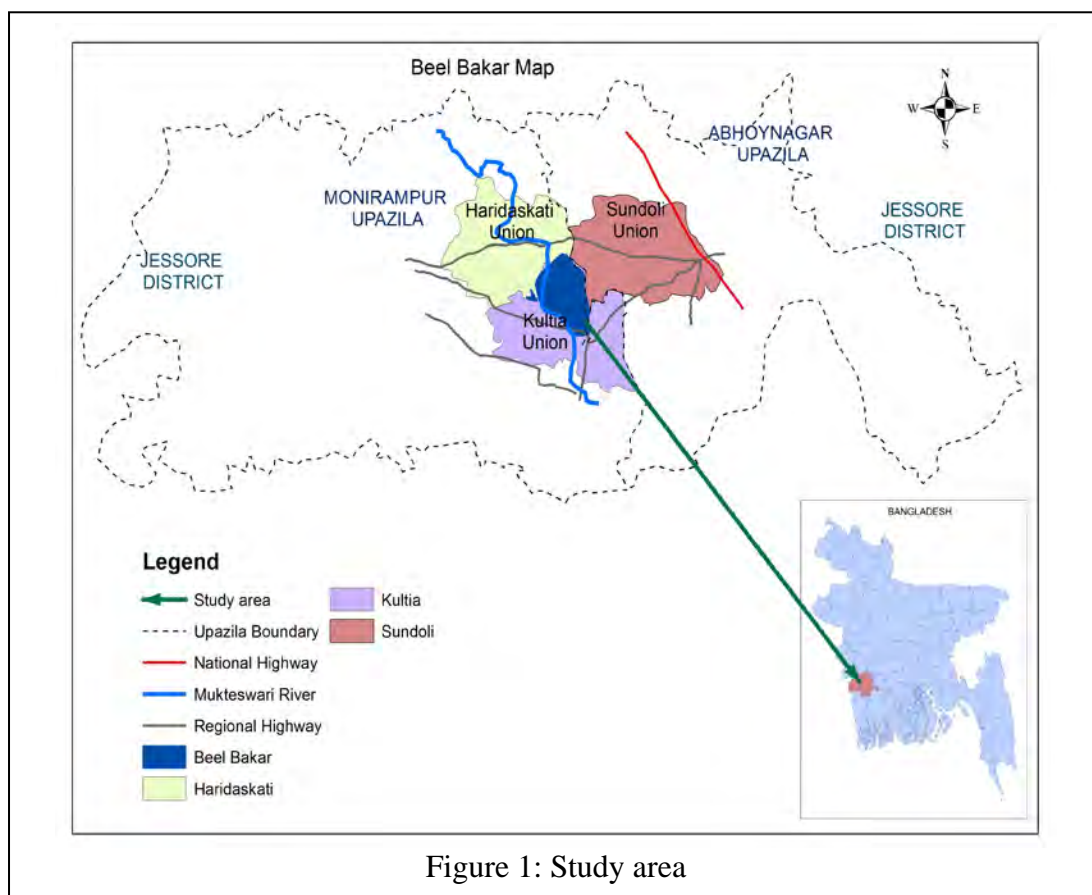 Beel Bakar Map
N
W
E
S
ABHOYNAGAR
UPAZILA
MONIRAMPUR
UPAZILA
Haridaskati
Union
Sundoli
Union
JESSORE
DISTRICT
JESSORE
DISTRICT
Kultia
Union
BANGLADESH
Legend
Study area
Upazila Boundary
National Highway
Mukteswari River
Regional Highway
Beel Bakar
Haridaskati
Kultia
Sundoli
Figure 1: Study area